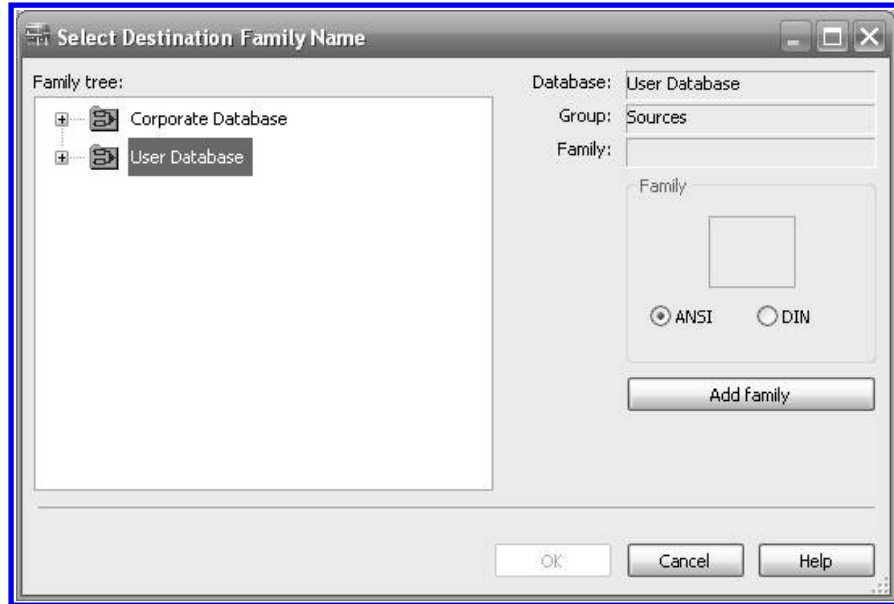 Select Destination Family Name
Family tree:
Corporate Database
User Database
Database: User Database
Group: Sources
Family:
Family
ANSI DIN
Add family
OK Cancel Help